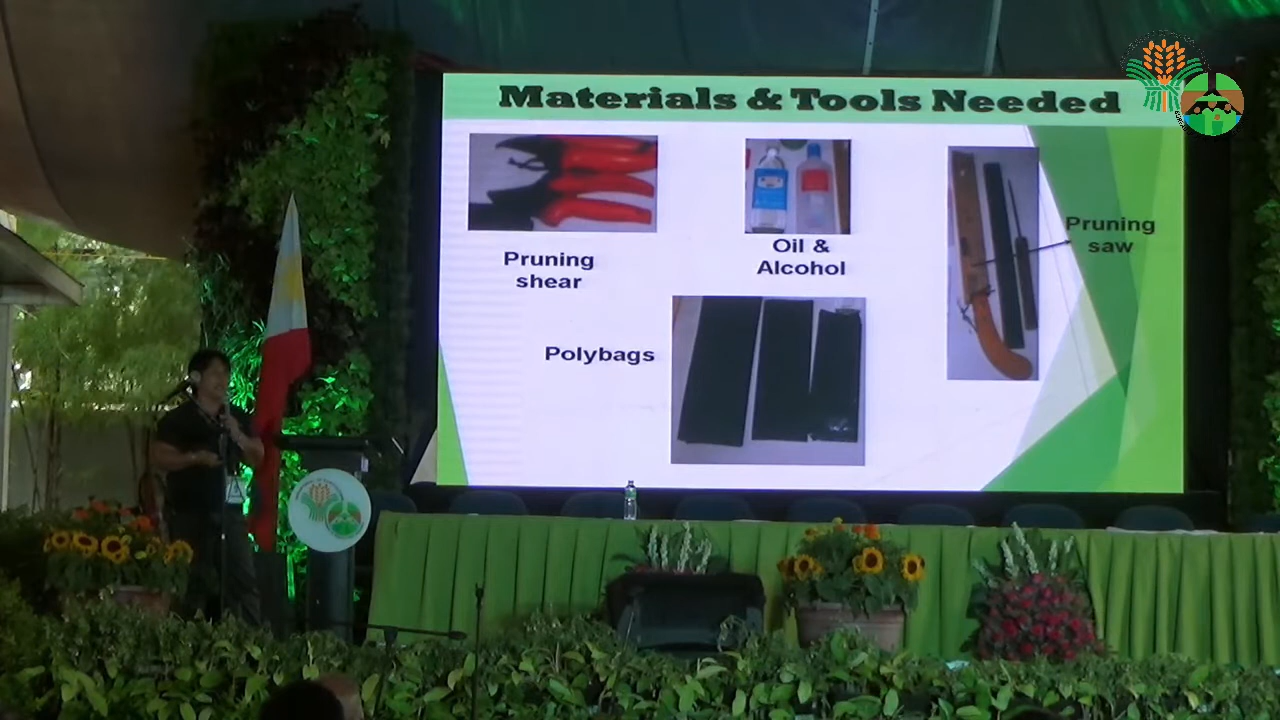 Materials & Tools Needed
Pruning
shear
Oil &
Alcohol
Pruning
saw
Polybags